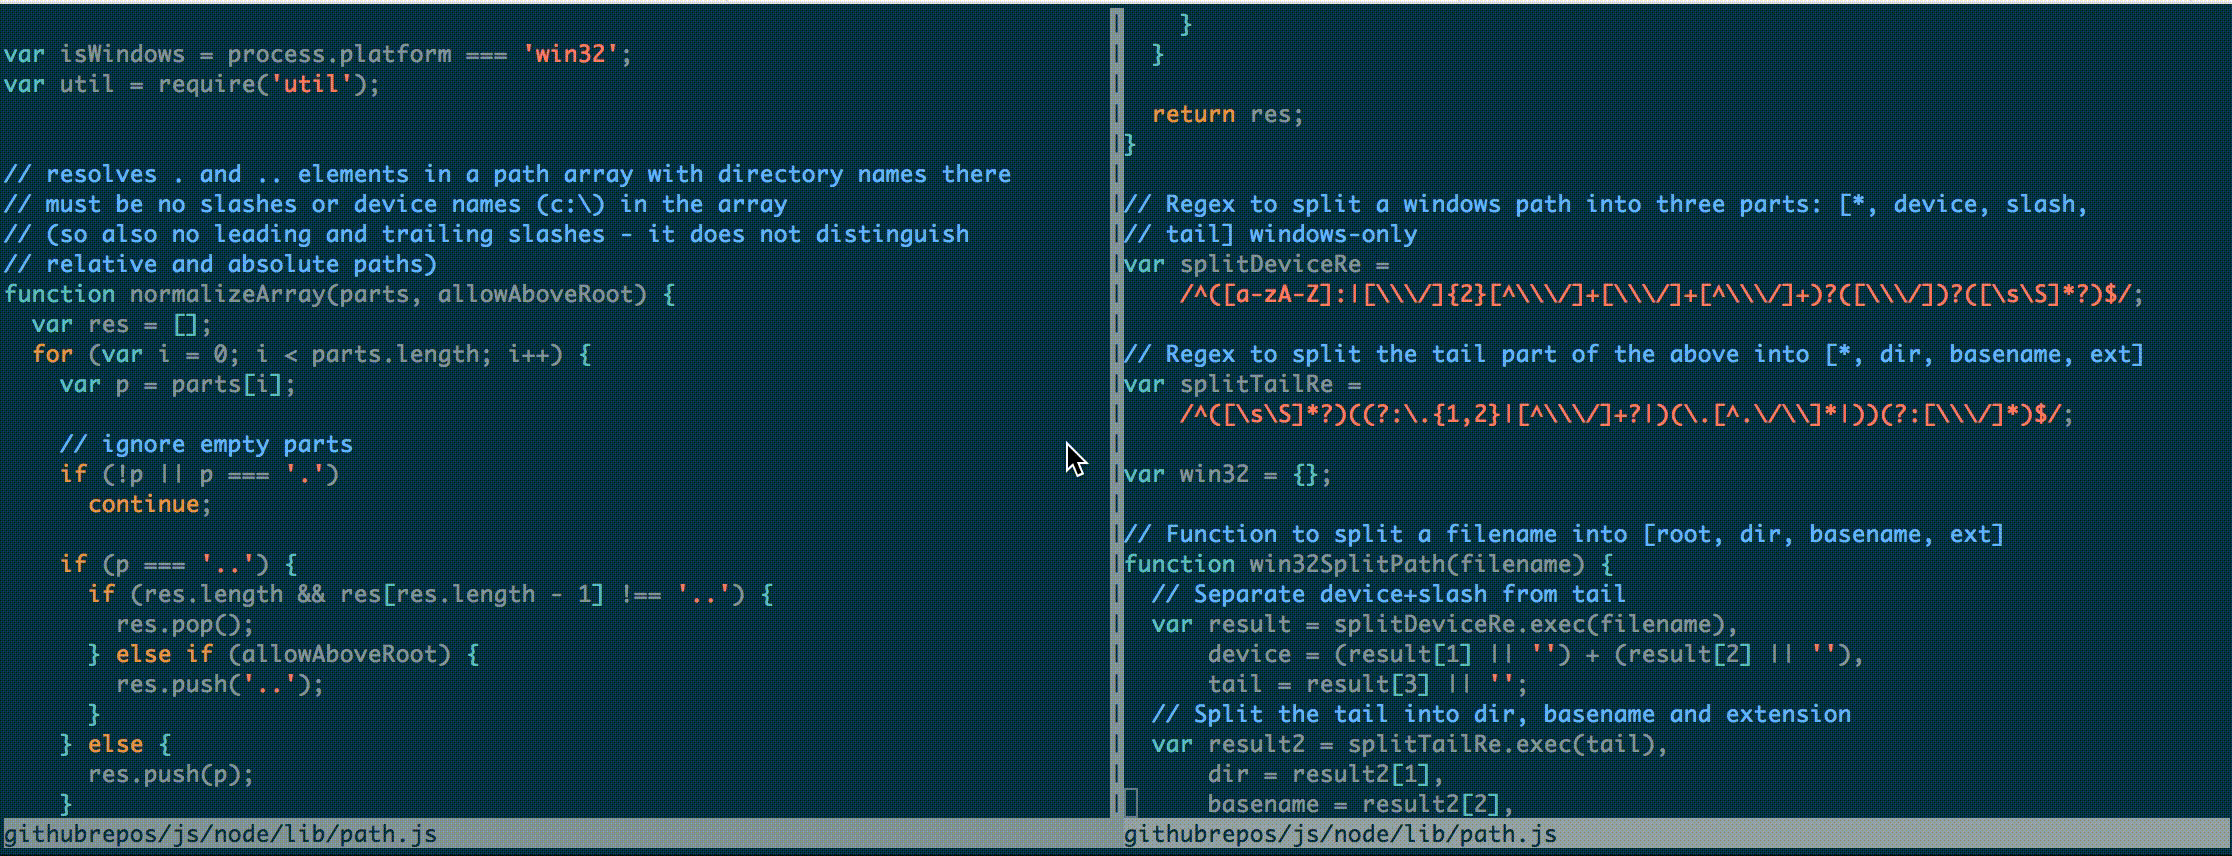 var isWindows = process.platform === 'win32';
var util = require('util');
// resolves . and .. elements in a path array with directory names there
// must be no slashes or device names (c:\) in the array
// (so also no leading and trailing slashes - it does not distinguish
// relative and absolute paths)
function normalizeArray(parts, allowAboveRoot) {
  var res = [];
  for (var i = 0; i < parts.length; i++) {
    var p = parts[i];
    // ignore empty parts
    if (!p || p === '.')
      continue;
    if (p === '..') {
      if (res.length && res[res.length - 1] !== '..') {
        res.pop();
      } else if (allowAboveRoot) {
        res.push('..');
      }
    } else {
      res.push(p);
    }
githubrepos/js/node/lib/path.js
    }
  }
  return res;
}
// Regex to split a windows path into three parts: [*, device, slash,
// tail] windows-only
var splitDeviceRe =
    /^([a-zA-Z]:|[\\\/]{2}[^\\\/]+[\\\/]+[^\\\/]+)?([\\\/])?([\s\S]*?)$/;
// Regex to split the tail part of the above into [*, dir, basename, ext]
var splitTailRe =
    /^([\s\S]*?)((?:\.{1,2}|[^\\\/]+?|)(\.[^.\/\\]*|))(?:[\\\/]*)$/;
var win32 = {};
// Function to split a filename into [root, dir, basename, ext]
function win32SplitPath(filename) {
  // Separate device+slash from tail
  var result = splitDeviceRe.exec(filename),
      device = (result[1] || '') + (result[2] || ''),
      tail = result[3] || '';
  // Split the tail into dir, basename and extension
  var result2 = splitTailRe.exec(tail),
      dir = result2[1],
      basename = result2[2],
githubrepos/js/node/lib/path.js